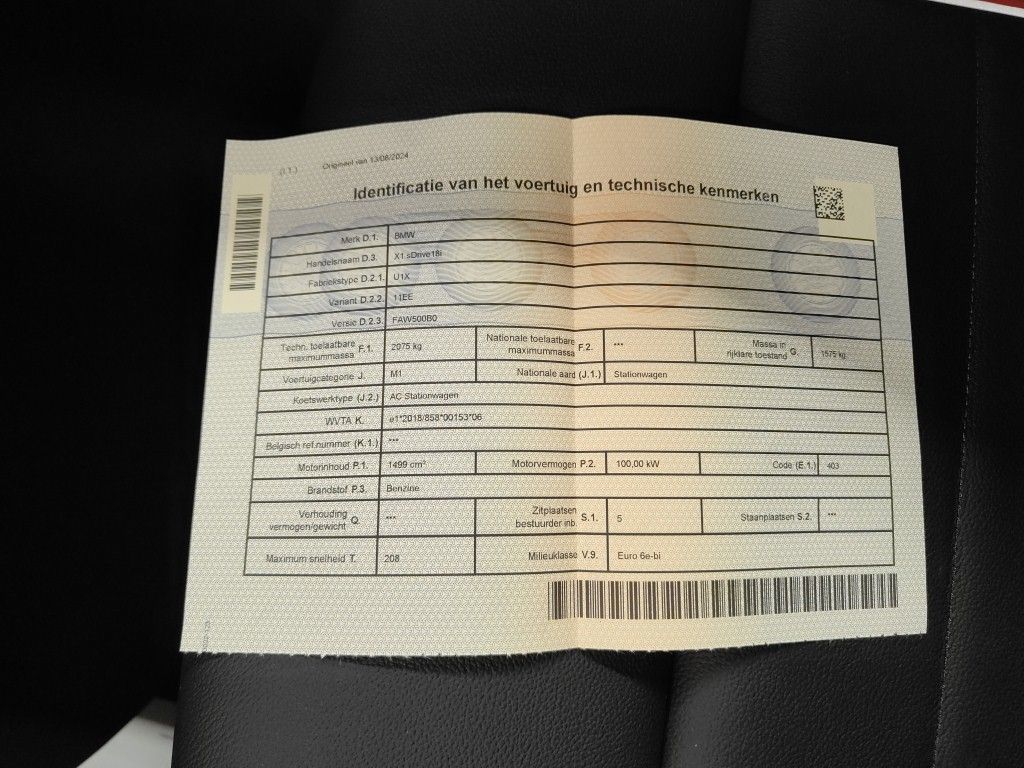 (I.1.) Origineel van 13/08/2024
Identificatie van het voertuig en technische kenmerken
Merk D.1. BMW
Handelsnaam D.3. X1 sDrive18i
Fabriekstype D.2.1. U1X
Variant D.2.2. 11EE
Versie D.2.3. FAW500B0
Techn. toelaatbare maximummassa F.1. 2075 kg Nationale toelaatbare maximummassa F.2. *** Massa in rijklare toestand G. 1575 kg
Voertuigcategorie J. M1 Nationale aard (J.1.) Stationwagen
Koetswerktype (J.2.) AC Stationwagen
WVTA K. e1*2018/858*00153*06
Belgisch ref.nummer (K.1.) ***
Motorinhoud P.1. 1499 cm³ Motorvermogen P.2. 100,00 kW Code (E.1.) 403
Brandstof P.3. Benzine
Verhouding vermogen/gewicht Q. *** Zitplaatsen bestuurder inb. S.1. 5 Staanplaatsen S.2. ***
Maximum snelheid T. 208 Milieuklasse V.9. Euro 6e-bi